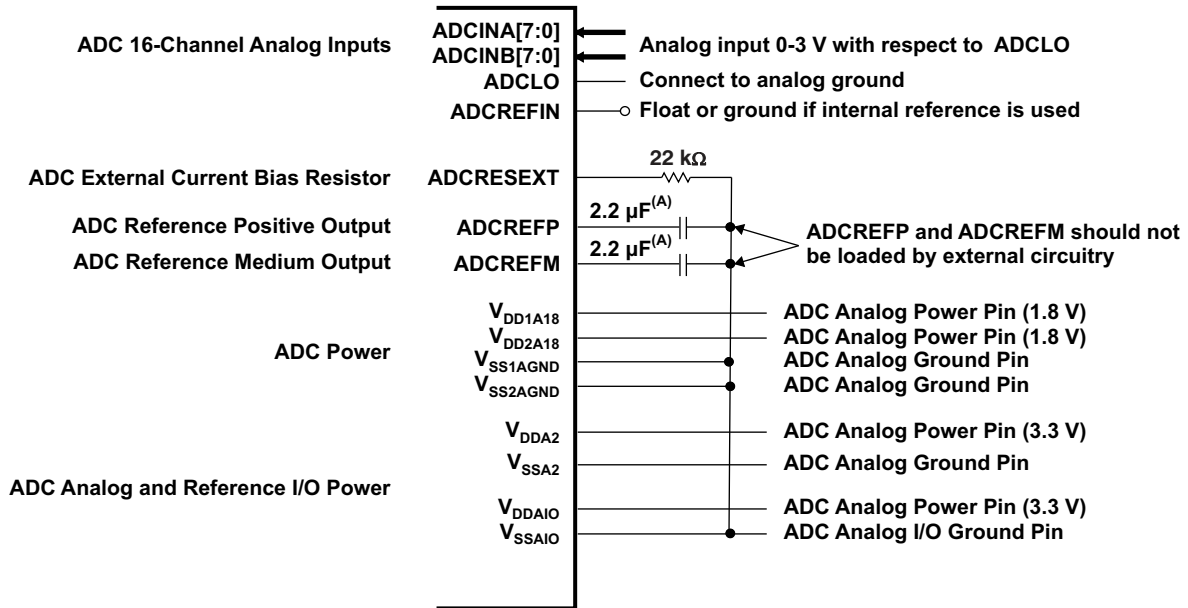 ADC 16-Channel Analog Inputs
ADCINA[7:0]
ADCINB[7:0]
Analog input 0-3 V with respect to ADCLO
ADCLO
Connect to analog ground
ADCREFIN
Float or ground if internal reference is used
22 kΩ
ADC External Current Bias Resistor
ADCRESEXT
2.2 µF(A)
ADC Reference Positive Output
ADCREFP
2.2 µF(A)
ADC Reference Medium Output
ADCREFM
ADCREFP and ADCREFM should not
be loaded by external circuitry
ADC Power
VDD1A18
ADC Analog Power Pin (1.8 V)
VDD2A18
ADC Analog Power Pin (1.8 V)
VSS1AGND
ADC Analog Ground Pin
VSS2AGND
ADC Analog Ground Pin
ADC Analog and Reference I/O Power
VDDA2
ADC Analog Power Pin (3.3 V)
VSSA2
ADC Analog Ground Pin
VDDAIO
ADC Analog Power Pin (3.3 V)
VSSAIO
ADC Analog I/O Ground Pin